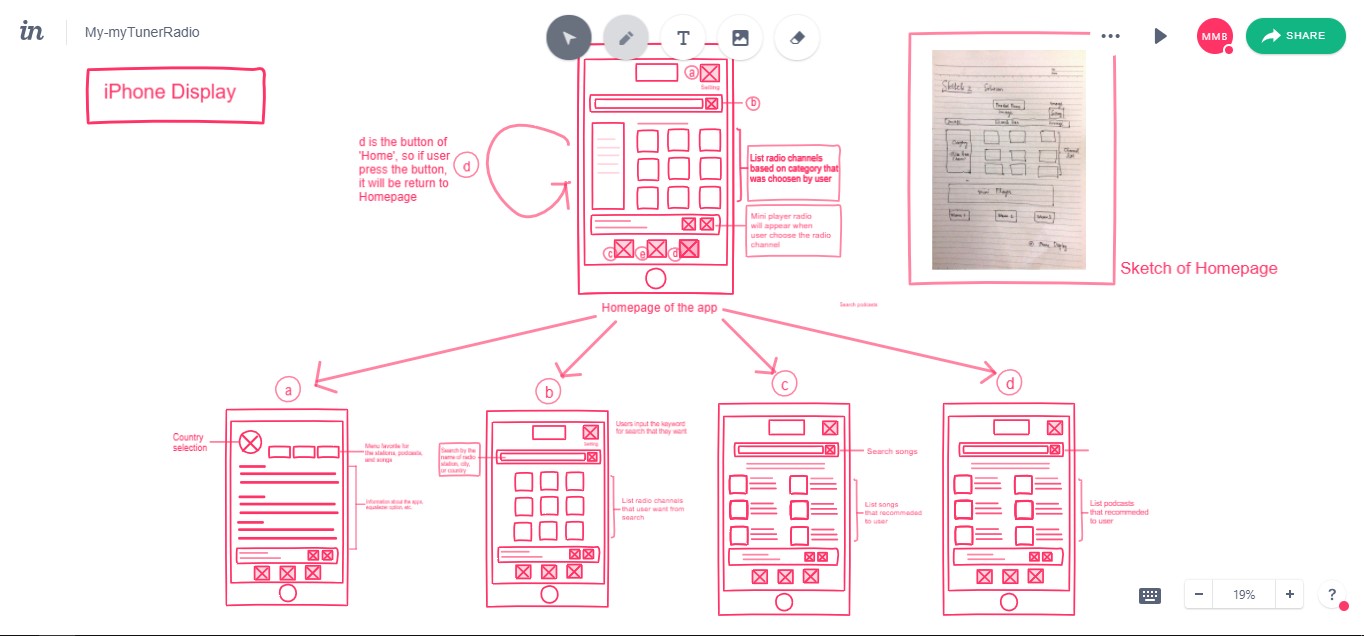 in
My-myTunerRadio
T
MMB
SHARE
iPhone Display
a
Setting
b
d is the button of
'Home', so if user
press the button,
it will be return to
Homepage
d
List radio channels
based on category that
was choosen by user
Mini player radio
will appear when
user choose the radio
channel
c
e
d
Homepage of the app
Search podcasts
Sketch of Homepage
a
b
c
d
Country
selection
Menu favorite for
the stations, podcasts,
and songs
Information about the apps,
equalizer option, etc.
Search by the
name of radio
station, city,
or country
Setting
Users input the keyword
for search that they want
List radio channels
that user want from
search
Search songs
List songs
that recommeded
to user
List podcasts
that recommeded
to user
19%
?